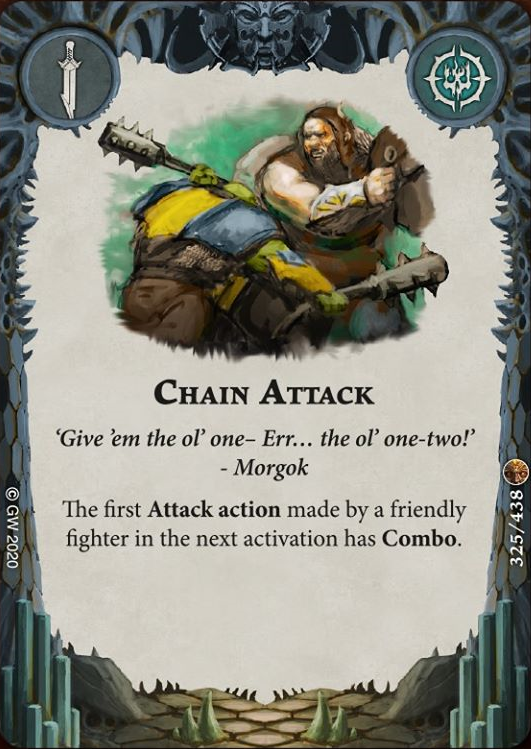 Chain Attack
‘Give ’em the ol’ one– Err... the ol’ one-two!’
- Morgok
The first Attack action made by a friendly
fighter in the next activation has Combo.
© GW 2020
325/438